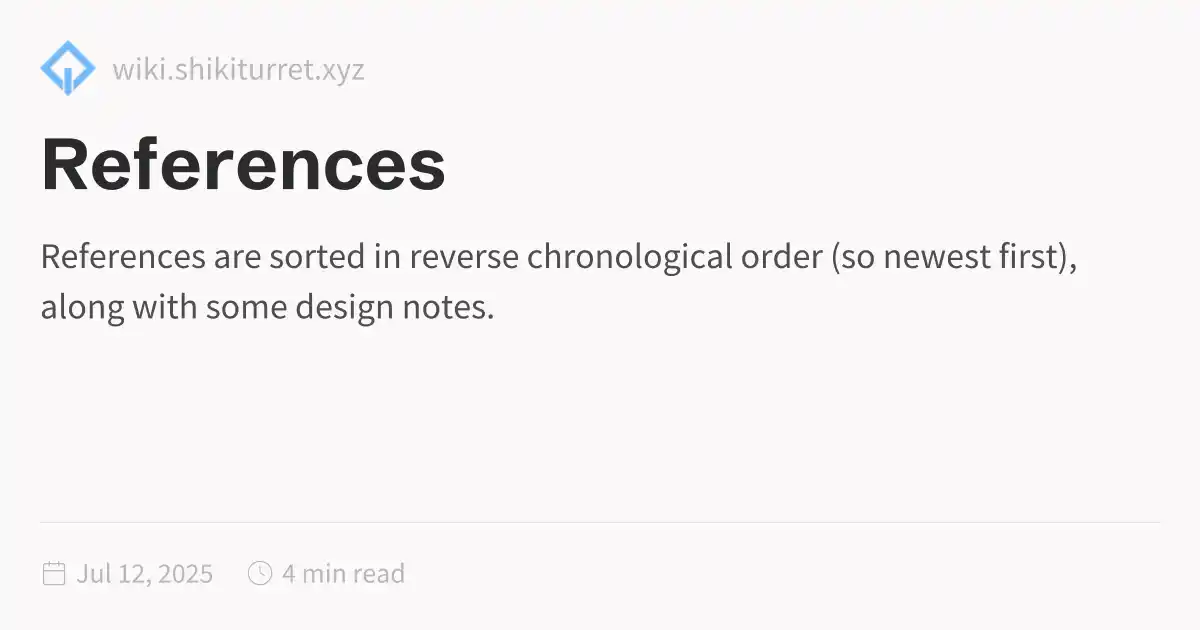 wiki.shikiturret.xyz
References
References are sorted in reverse chronological order (so newest first),
along with some design notes.
Jul 12, 2025 4 min read